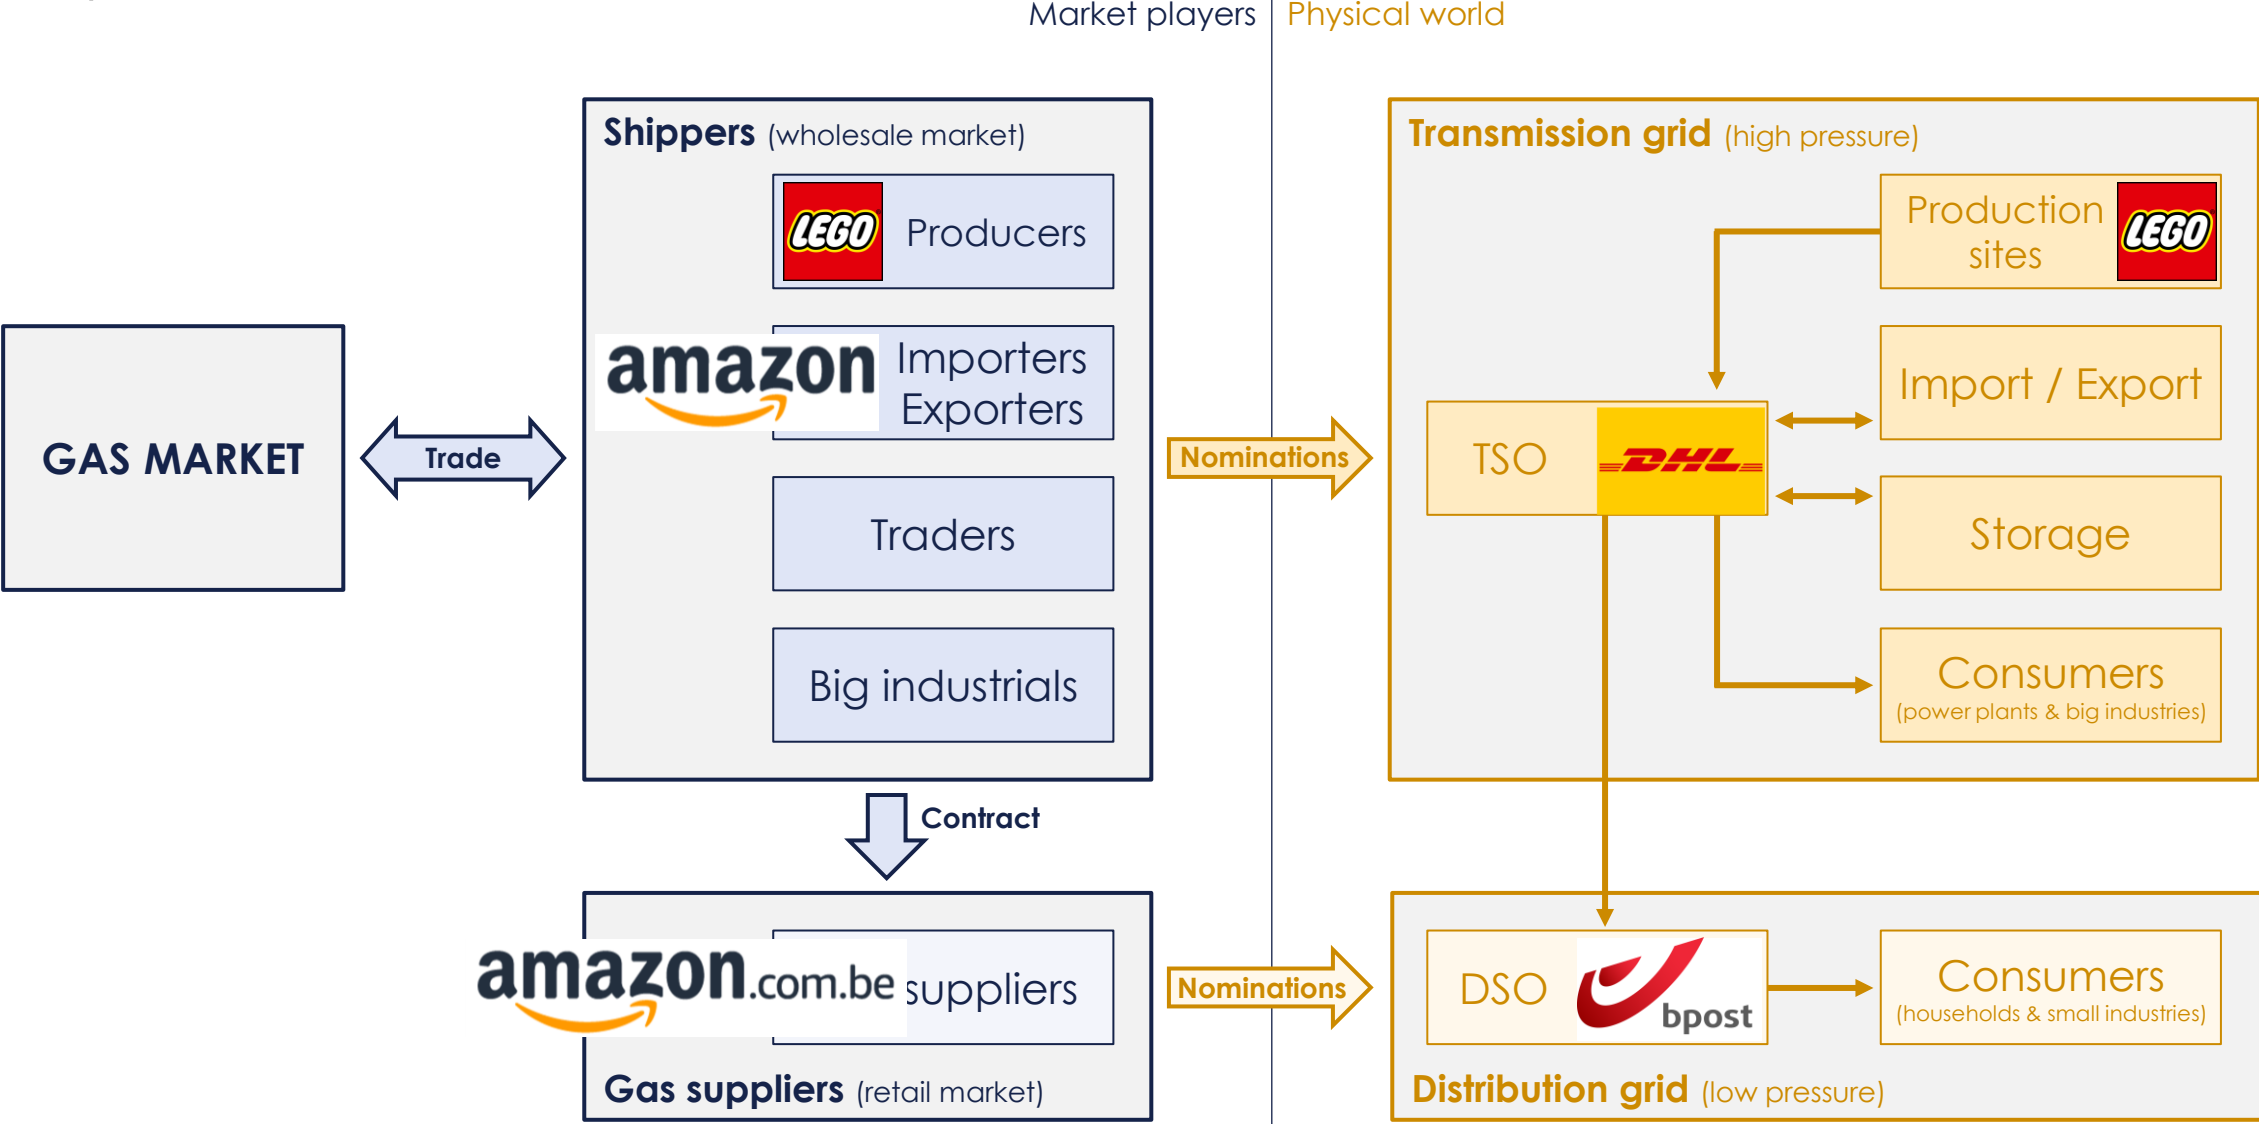 Market players
Physical world
Shippers (wholesale market)
LEGO
Producers
amazon
Importers
Exporters
Traders
Big industrials
GAS MARKET
Trade
Nominations
Transmission grid (high pressure)
Production
sites
LEGO
Import / Export
TSO
DHL
Storage
Consumers
(power plants & big industries)
Contract
amazon.com.be
suppliers
Gas suppliers (retail market)
Nominations
DSO
bpost
Consumers
(households & small industries)
Distribution grid (low pressure)